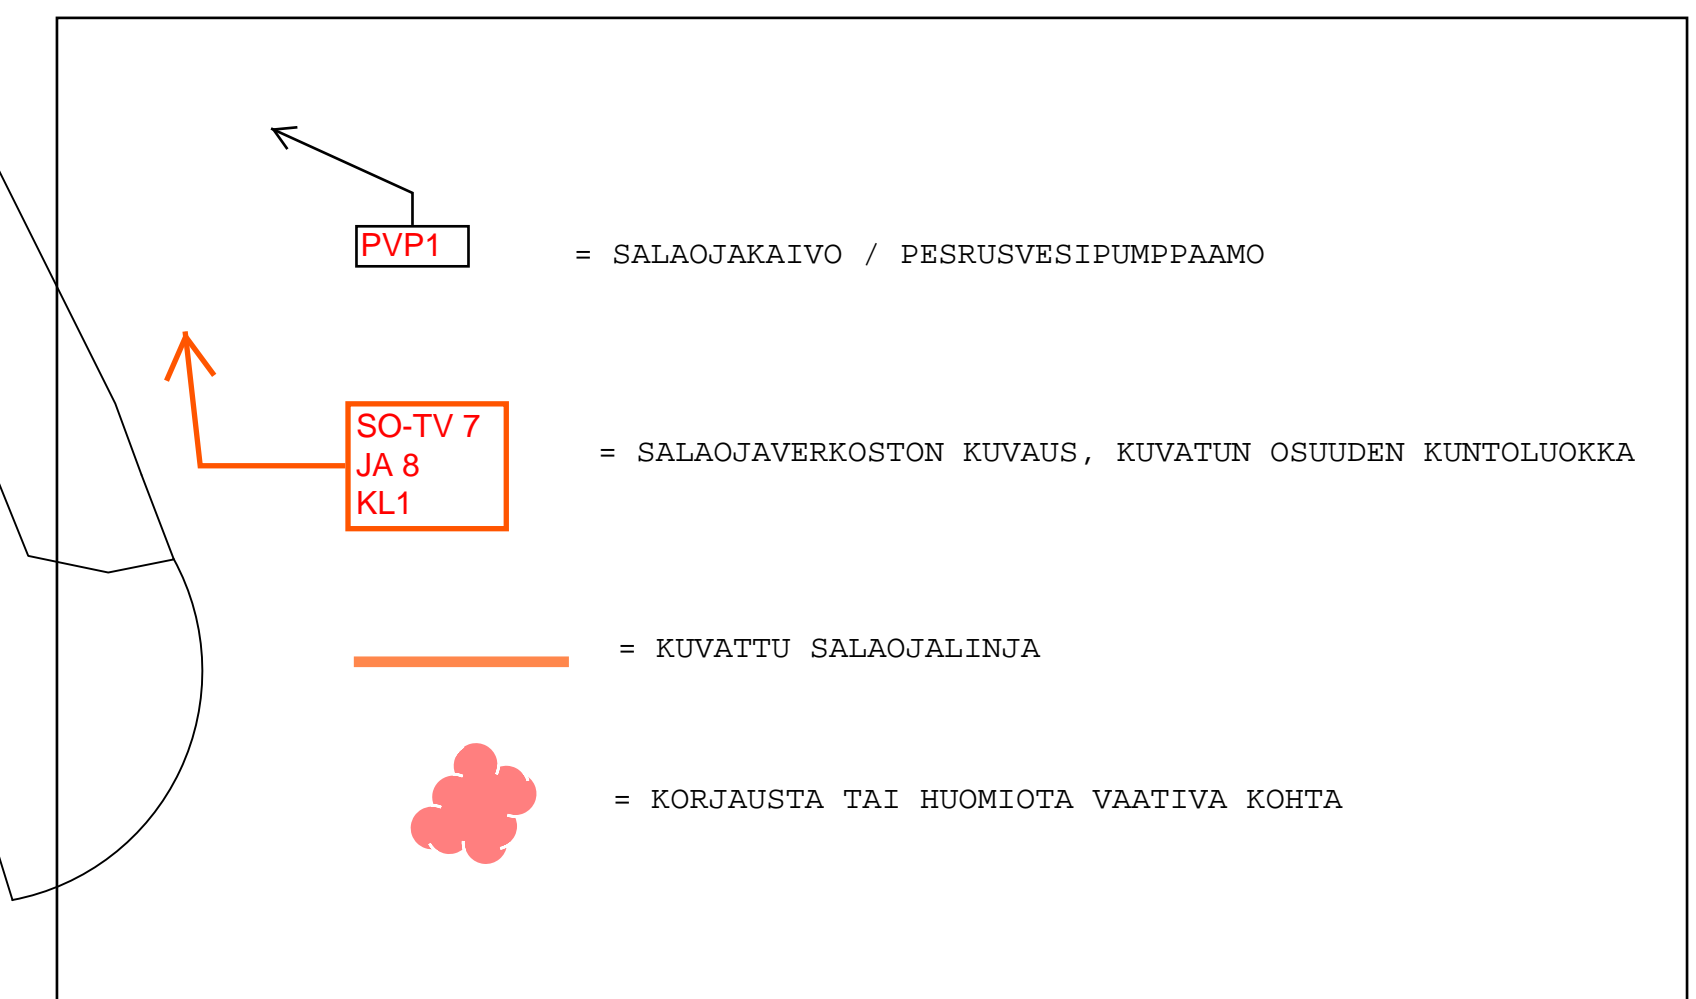 PVP1 = SALAOJAKAIVO / PESRUSVESIPUMPPAAMO
SO-TV 7
JA 8
KL1
= SALAOJAVERKOSTON KUVAUS, KUVATUN OSUUDEN KUNTOLUOKKA
= KUVATTU SALAOJALINJA
= KORJAUSTA TAI HUOMIOTA VAATIVA KOHTA